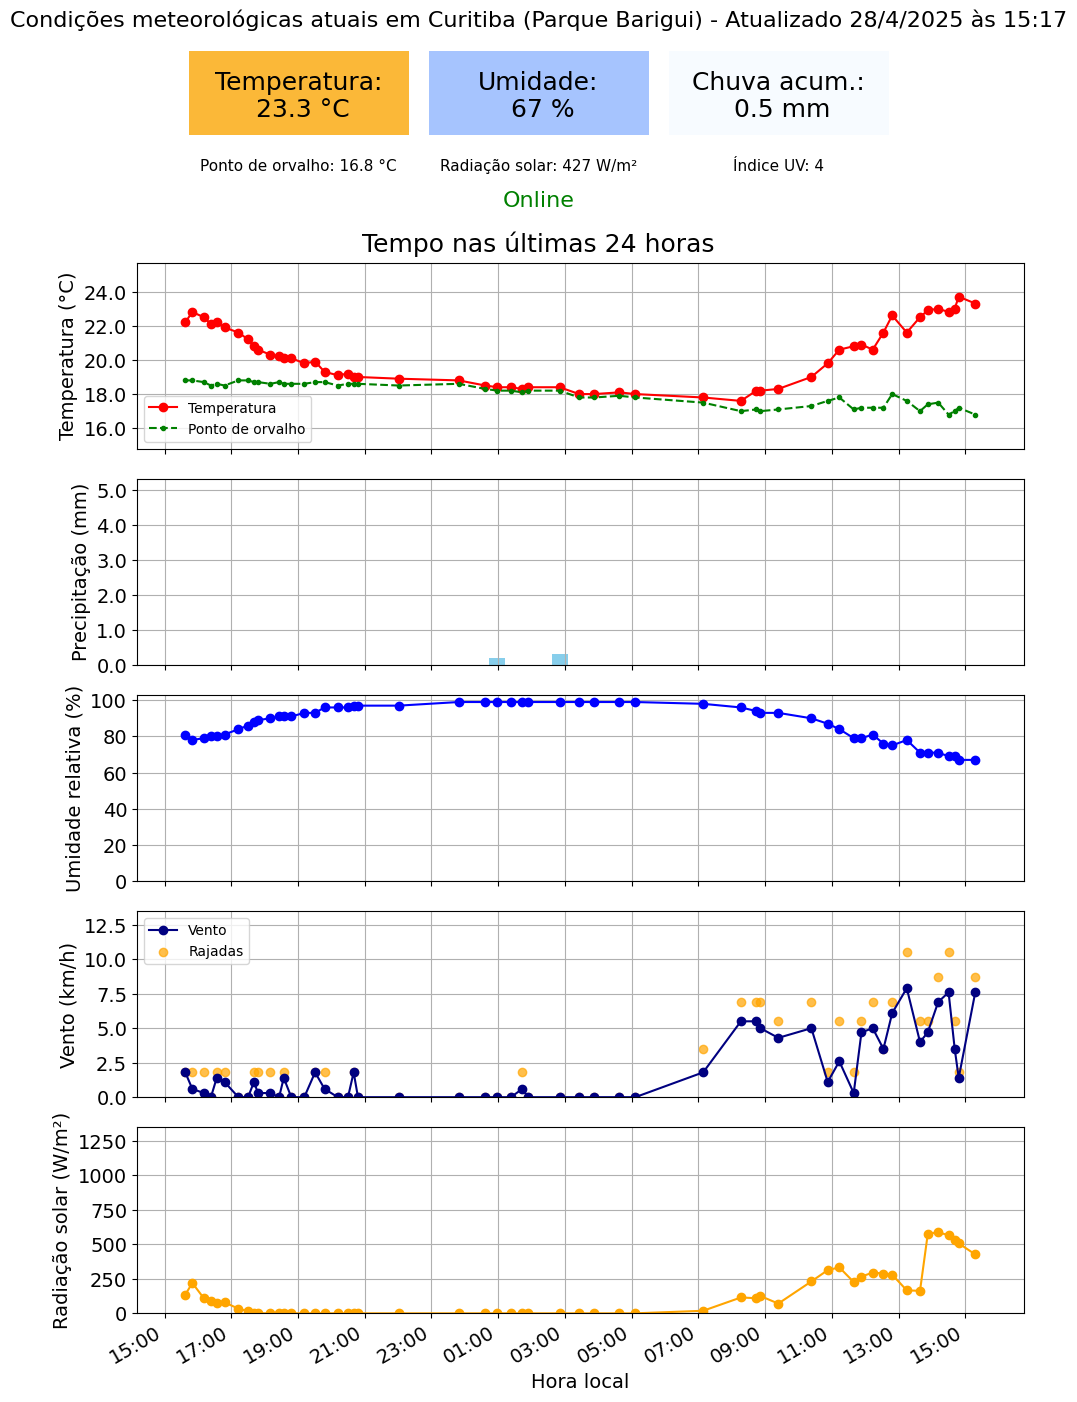 Condições meteorológicas atuais em Curitiba (Parque Barigui) - Atualizado 28/4/2025 às 15:17
Temperatura:
23.3 °C
Umidade:
67 %
Chuva acum.:
0.5 mm
Ponto de orvalho: 16.8 °C
Radiação solar: 427 W/m²
Índice UV: 4
Online
Tempo nas últimas 24 horas
Temperatura (°C)
24.0
22.0
20.0
18.0
16.0
Temperatura
Ponto de orvalho
Precipitação (mm)
5.0
4.0
3.0
2.0
1.0
0.0
Umidade relativa (%)
100
80
60
40
20
0
Vento (km/h)
12.5
10.0
7.5
5.0
2.5
0.0
Vento
Rajadas
Radiação solar (W/m²)
1250
1000
750
500
250
0
15:00
17:00
19:00
21:00
23:00
01:00
03:00
05:00
07:00
09:00
11:00
13:00
15:00
Hora local